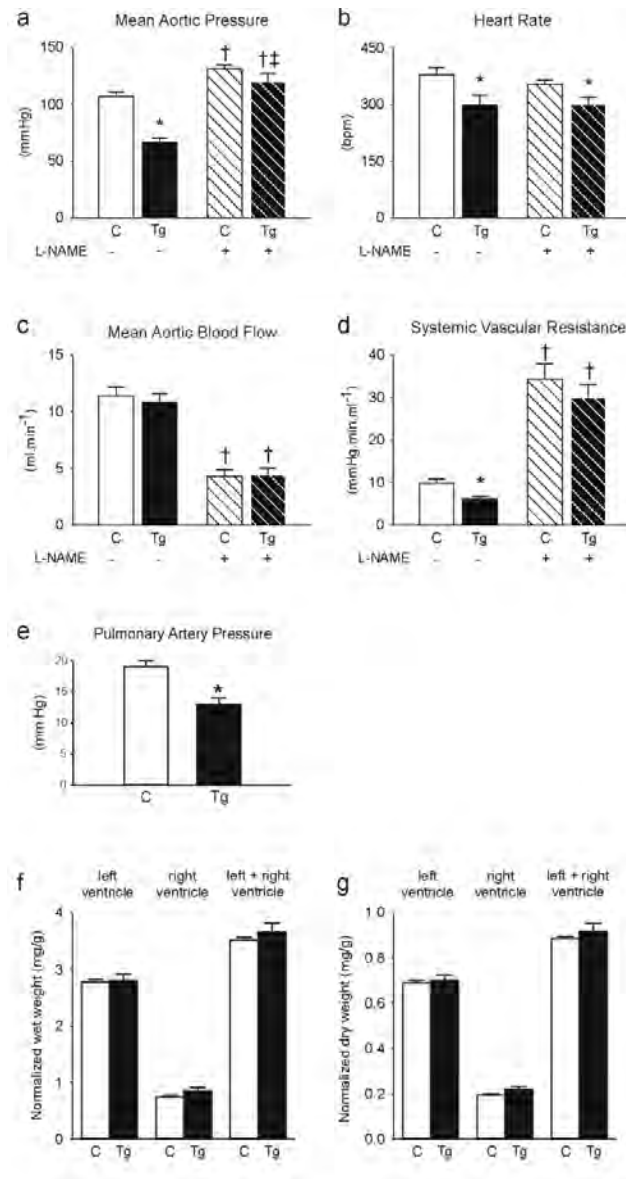 a Mean Aortic Pressure
150
100
50
0
(mmHg)
*
†
†‡
C Tg C Tg
L-NAME - - + +
b Heart Rate
450
300
150
0
(bpm)
*
*
C Tg C Tg
- - + +
c Mean Aortic Blood Flow
15
10
5
0
(ml.min⁻¹)
†
†
C Tg C Tg
L-NAME - - + +
d Systemic Vascular Resistance
40
30
20
10
0
(mmHg.min.ml⁻¹)
*
†
†
C Tg C Tg
- - + +
e Pulmonary Artery Pressure
20
15
10
5
0
(mm Hg)
*
C Tg
f
left ventricle
right ventricle
left + right ventricle
4
3
2
1
0
Normalized wet weight (mg/g)
C Tg C Tg C Tg
g
left ventricle
right ventricle
left + right ventricle
1.0
0.8
0.6
0.4
0.2
0.0
Normalized dry weight (mg/g)
C Tg C Tg C Tg